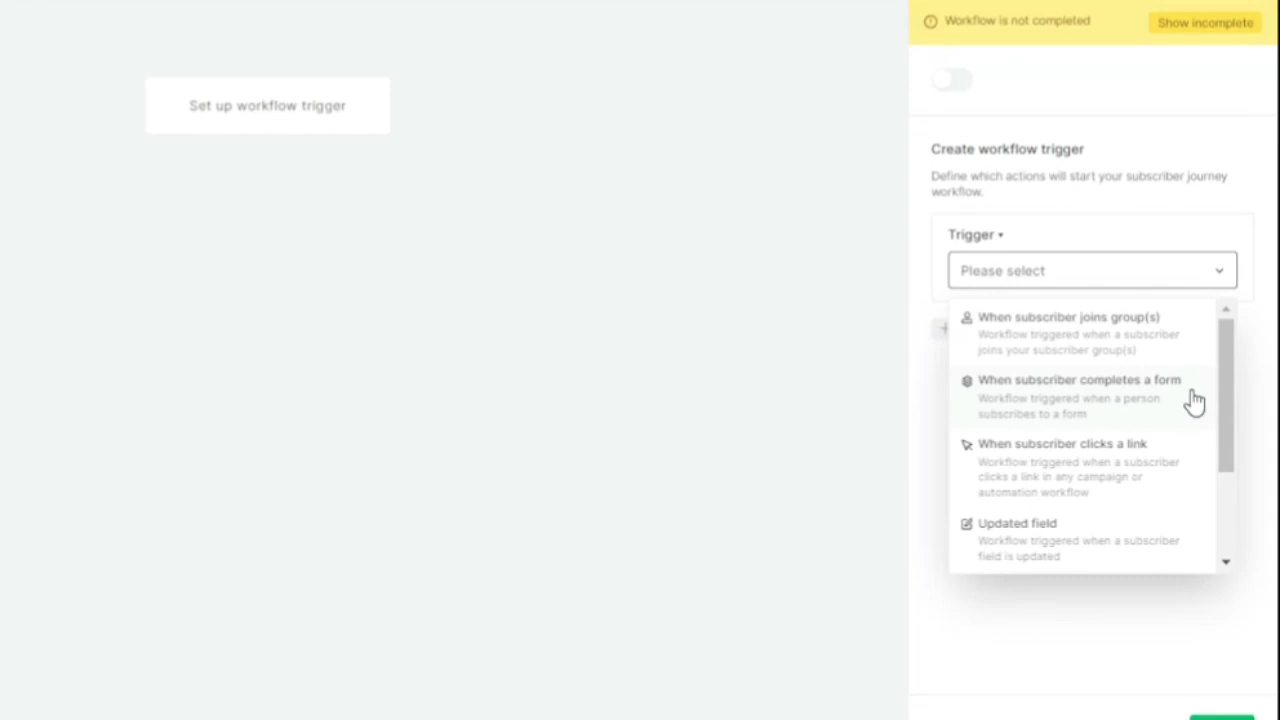 Workflow is not completed
Show incomplete
Set up workflow trigger
Create workflow trigger
Define which actions will start your subscriber journey
workflow.
Trigger
Please select
When subscriber joins group(s)
Workflow triggered when a subscriber
joins your subscriber group(s)
When subscriber completes a form
Workflow triggered when a person
subscribes to a form
When subscriber clicks a link
Workflow triggered when a subscriber
clicks a link in any campaign or
automation workflow
Updated field
Workflow triggered when a subscriber
field is updated